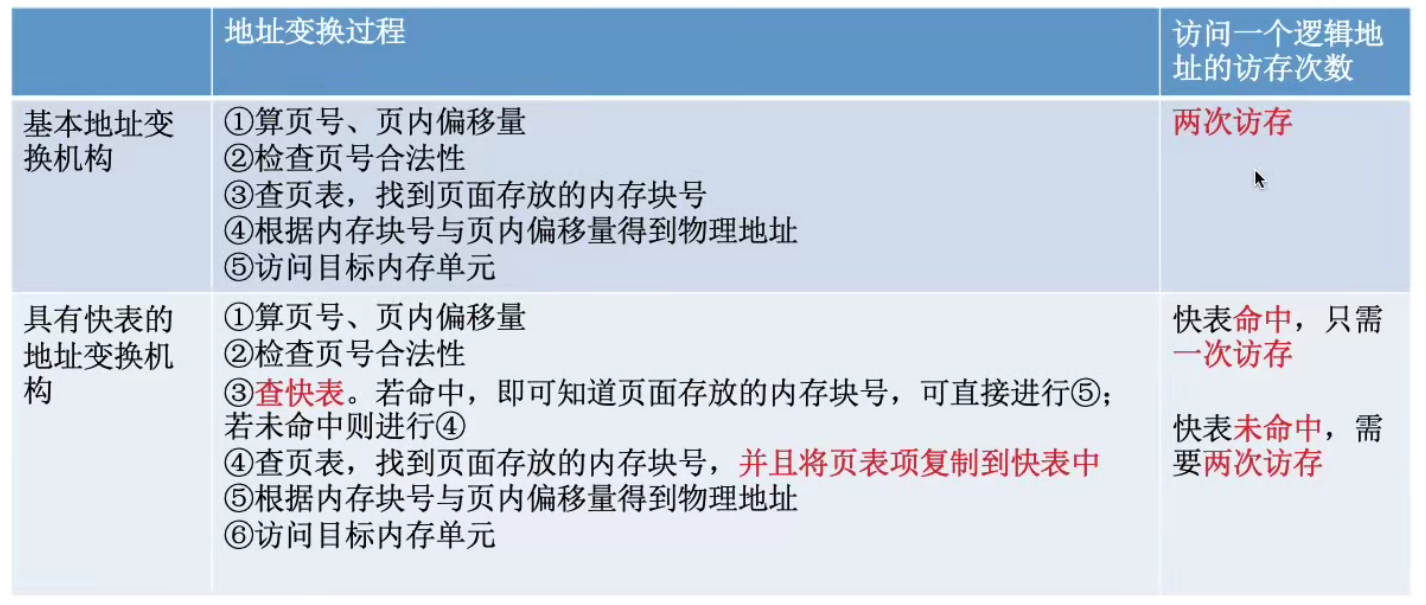 地址变换过程
访问一个逻辑地
址的访存次数
基本地址变
换机构
①算页号、页内偏移量
②检查页号合法性
③查页表，找到页面存放的内存块号
④根据内存块号与页内偏移量得到物理地址
⑤访问目标内存单元
两次访存
具有快表的
地址变换机
构
①算页号、页内偏移量
②检查页号合法性
③查快表。若命中，即可知道页面存放的内存块号，可直接进行⑤；
若未命中则进行④
④查页表，找到页面存放的内存块号，并且将页表项复制到快表中
⑤根据内存块号与页内偏移量得到物理地址
⑥访问目标内存单元
快表命中，只需
一次访存
快表未命中，需
要两次访存